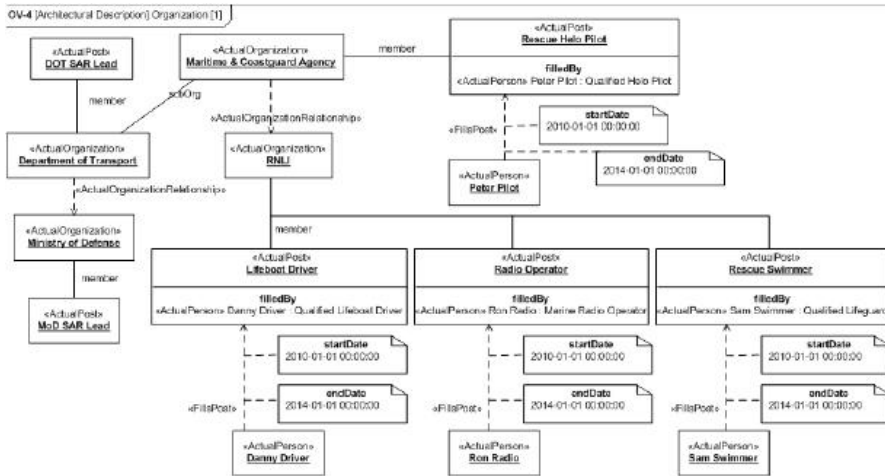 OV-4 [Architectural Description] Organization [1]
«ActualPost»
DOT SAR Lead
«ActualOrganization»
Maritime & Coastguard Agency
member
«ActualPost»
Rescue Helo Pilot
filledBy
«ActualPerson» Peter Pilot : Qualified Helo Pilot
member
subOrg
«ActualOrganizationRelationship»
«FillsPost»
startDate
2010-01-01 00:00:00
endDate
2014-01-01 00:00:00
«ActualPerson»
Peter Pilot
«ActualOrganization»
Department of Transport
«ActualOrganization»
RNLI
«ActualOrganizationRelationship»
«ActualOrganization»
Ministry of Defense
member
member
«ActualPost»
MoD SAR Lead
«ActualPost»
Lifeboat Driver
filledBy
«ActualPerson» Danny Driver : Qualified Lifeboat Driver
«ActualPost»
Radio Operator
filledBy
«ActualPerson» Ron Radio : Marine Radio Operator
«ActualPost»
Rescue Swimmer
filledBy
«ActualPerson» Sam Swimmer : Qualified Lifeguard
startDate
2010-01-01 00:00:00
endDate
2014-01-01 00:00:00
«FillsPost»
«ActualPerson»
Danny Driver
startDate
2010-01-01 00:00:00
endDate
2014-01-01 00:00:00
«FillsPost»
«ActualPerson»
Ron Radio
startDate
2010-01-01 00:00:00
endDate
2014-01-01 00:00:00
«FillsPost»
«ActualPerson»
Sam Swimmer